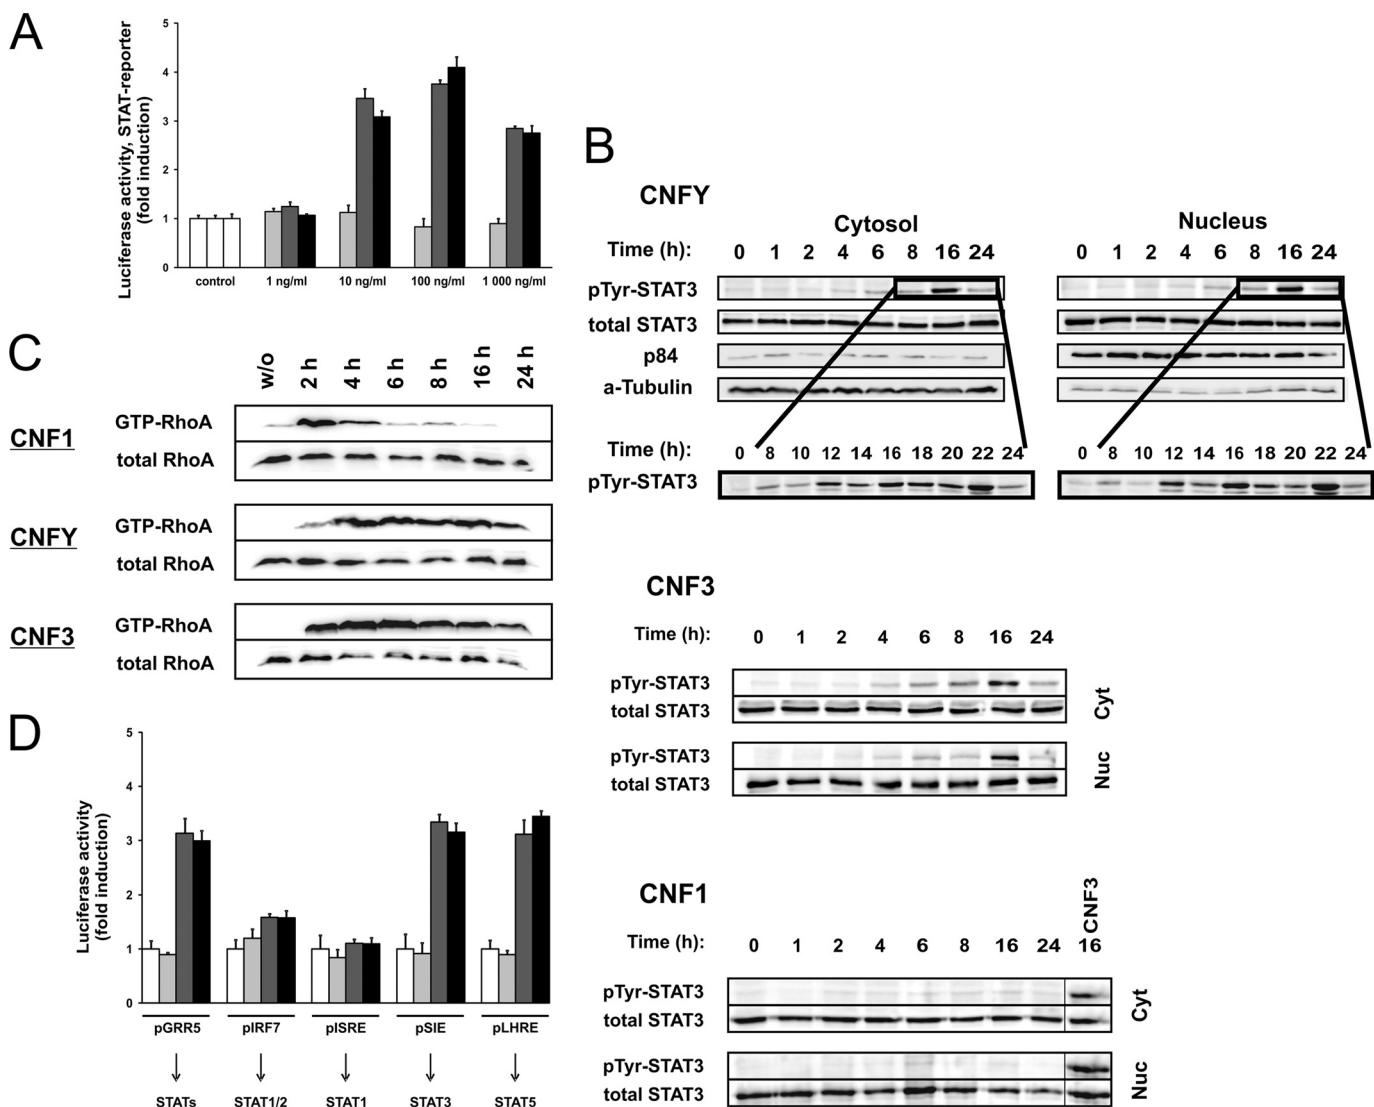 A
Luciferase activity, STAT-reporter
(fold induction)
5
4
3
2
1
0
control 1 ng/ml 10 ng/ml 100 ng/ml 1 000 ng/ml
B
CNFY
Cytosol Nucleus
Time (h): 0 1 2 4 6 8 16 24 0 1 2 4 6 8 16 24
pTyr-STAT3
total STAT3
p84
a-Tubulin
Time (h): 0 8 10 12 14 16 18 20 22 24 Time (h): 0 8 10 12 14 16 18 20 22 24
pTyr-STAT3 pTyr-STAT3
CNF3
Time (h): 0 1 2 4 6 8 16 24
pTyr-STAT3
total STAT3
Cyt
pTyr-STAT3
total STAT3
Nuc
CNF1
CNF3
Time (h): 0 1 2 4 6 8 16 24 16
pTyr-STAT3
total STAT3
Cyt
pTyr-STAT3
total STAT3
Nuc
C
w/o 2 h 4 h 6 h 8 h 16 h 24 h
CNF1
GTP-RhoA
total RhoA
CNFY
GTP-RhoA
total RhoA
CNF3
GTP-RhoA
total RhoA
D
Luciferase activity
(fold induction)
5
4
3
2
1
0
pGRR5 pIRF7 pISRE pSIE pLHRE
STATs STAT1/2 STAT1 STAT3 STAT5